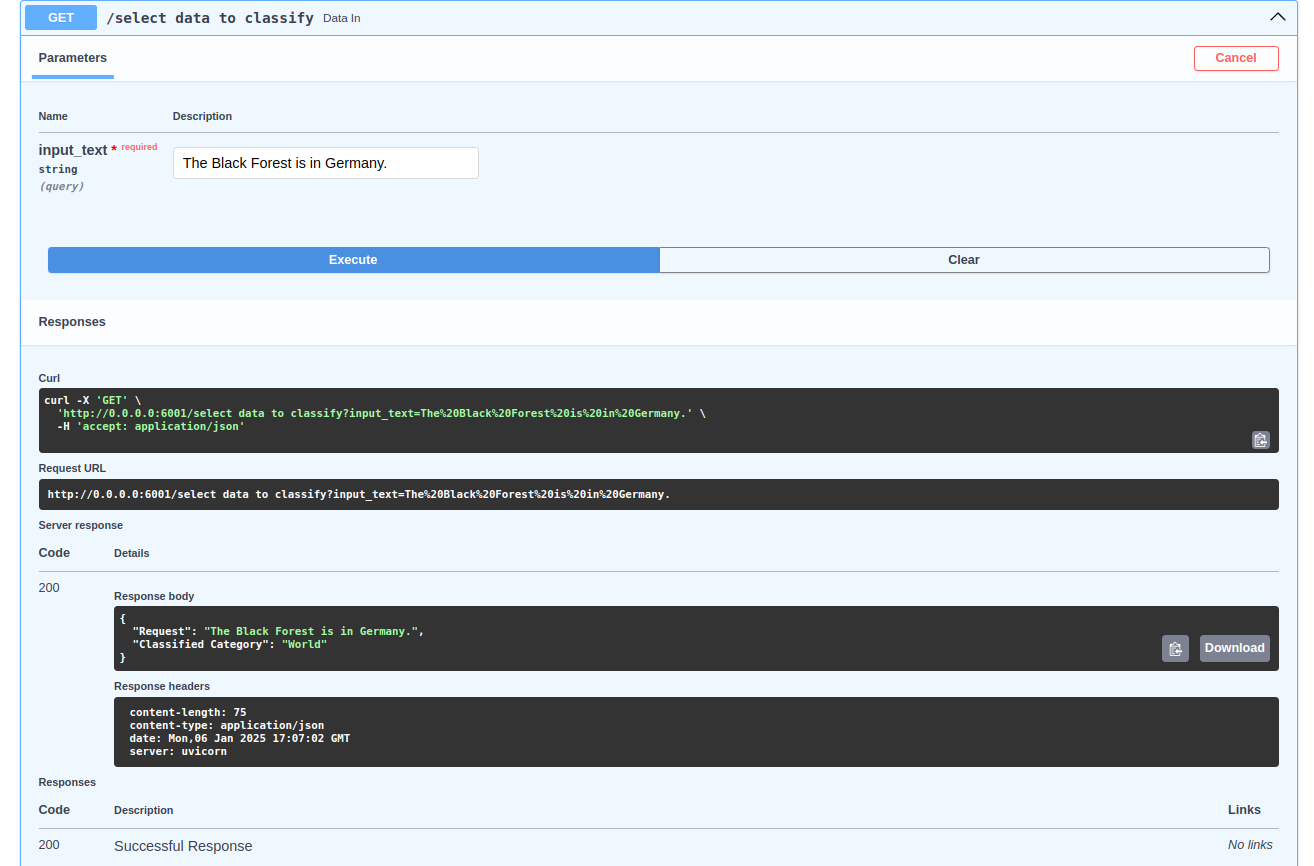 GET /select data to classify Data In
Parameters Cancel
Name Description
input_text * required
string
(query)
The Black Forest is in Germany.
Execute Clear
Responses
Curl
curl -X 'GET' \
  'http://0.0.0.0:6001/select data to classify?input_text=The%20Black%20Forest%20is%20in%20Germany.' \
  -H 'accept: application/json'
Request URL
http://0.0.0.0:6001/select data to classify?input_text=The%20Black%20Forest%20is%20in%20Germany.
Server response
Code Details
200
Response body
{
  "Request": "The Black Forest is in Germany.",
  "Classified Category": "World"
}
Download
Response headers
content-length: 75
content-type: application/json
date: Mon,06 Jan 2025 17:07:02 GMT
server: uvicorn
Responses
Code Description Links
200 Successful Response No links